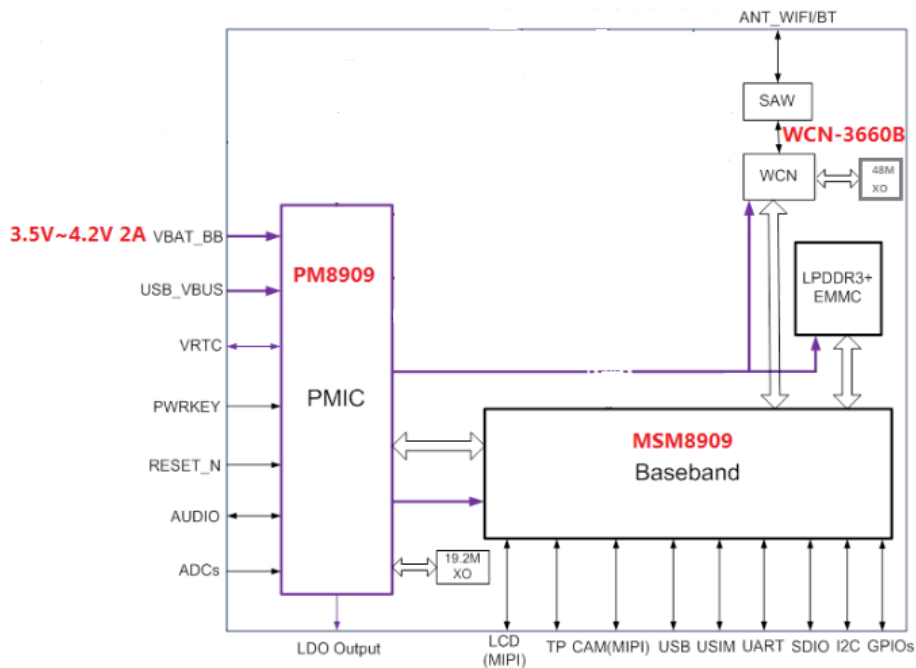 ANT_WIFI/BT
SAW
WCN-3660B
WCN
48M
XO
3.5V~4.2V 2A VBAT_BB
PM8909
LPDDR3+
EMMC
USB_VBUS
VRTC
PMIC
PWRKEY
MSM8909
RESET_N
Baseband
AUDIO
ADCs
19.2M
XO
LDO Output
LCD
(MIPI)
TP
CAM(MIPI)
USB
USIM
UART
SDIO
I2C
GPIOs